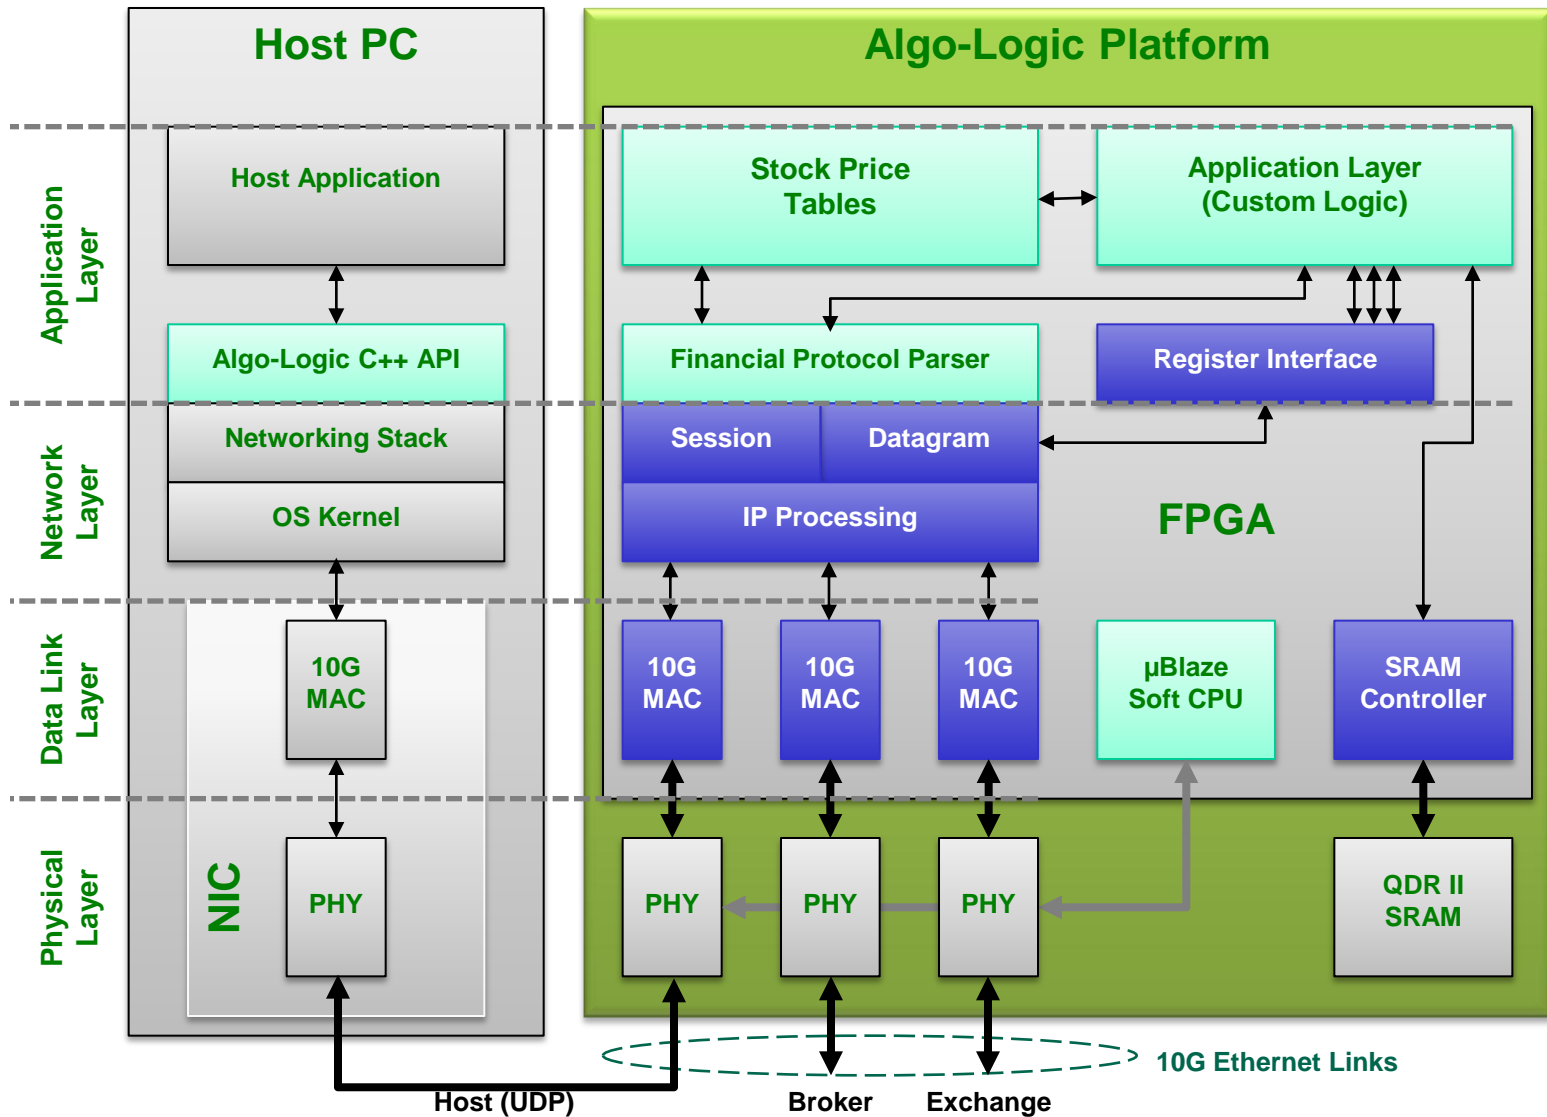 Host PC
Algo-Logic Platform
Application
Layer
Host Application
Stock Price
Tables
Application Layer
(Custom Logic)
Algo-Logic C++ API
Financial Protocol Parser
Register Interface
Network
Layer
Networking Stack
Session
Datagram
OS Kernel
IP Processing
FPGA
Data Link
Layer
10G
MAC
10G
MAC
10G
MAC
10G
MAC
µBlaze
Soft CPU
SRAM
Controller
Physical
Layer
NIC
PHY
PHY
PHY
PHY
QDR II
SRAM
10G Ethernet Links
Host (UDP)
Broker
Exchange